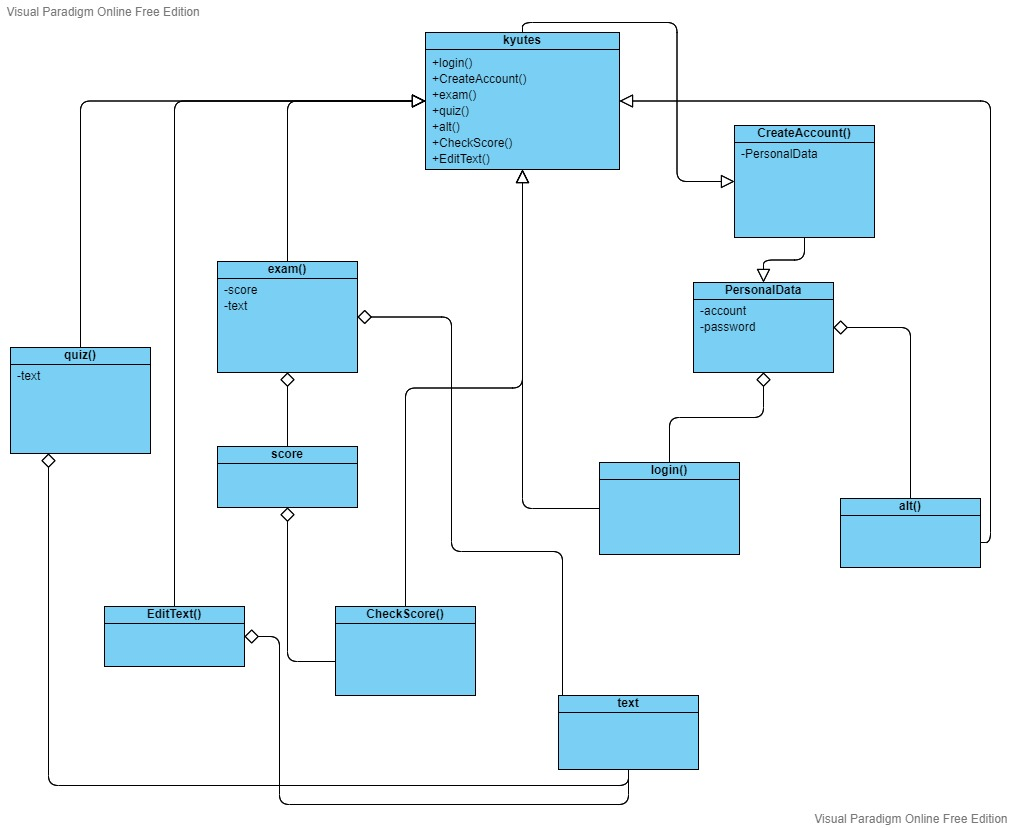 Visual Paradigm Online Free Edition
kyutes
+login()
+CreateAccount()
+exam()
+quiz()
+alt()
+CheckScore()
+EditText()
CreateAccount()
-PersonalData
exam()
-score
-text
PersonalData
-account
-password
quiz()
-text
score
login()
alt()
EditText()
CheckScore()
text
Visual Paradigm Online Free Edition